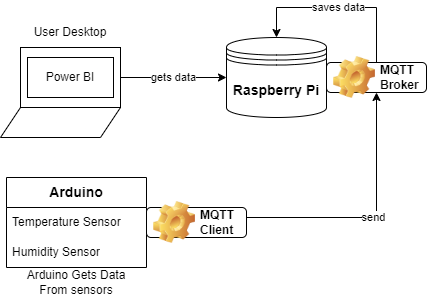 saves data
User Desktop
Power BI
gets data
Raspberry Pi
MQTT
Broker
Arduino
Temperature Sensor
Humidity Sensor
MQTT
Client
send
Arduino Gets Data
From sensors